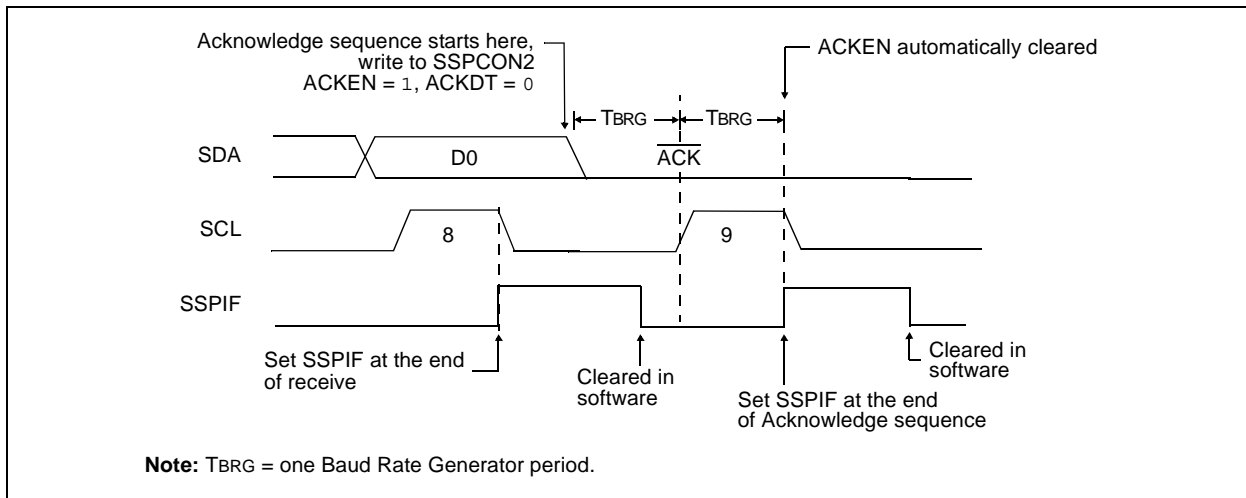 Acknowledge sequence starts here,
write to SSPCON2
ACKEN = 1, ACKDT = 0
ACKEN automatically cleared
TBRG
TBRG
SDA
D0
ACK
SCL
8
9
SSPIF
Set SSPIF at the end
of receive
Cleared in
software
Set SSPIF at the end
of Acknowledge sequence
Cleared in
software
Note: TBRG = one Baud Rate Generator period.